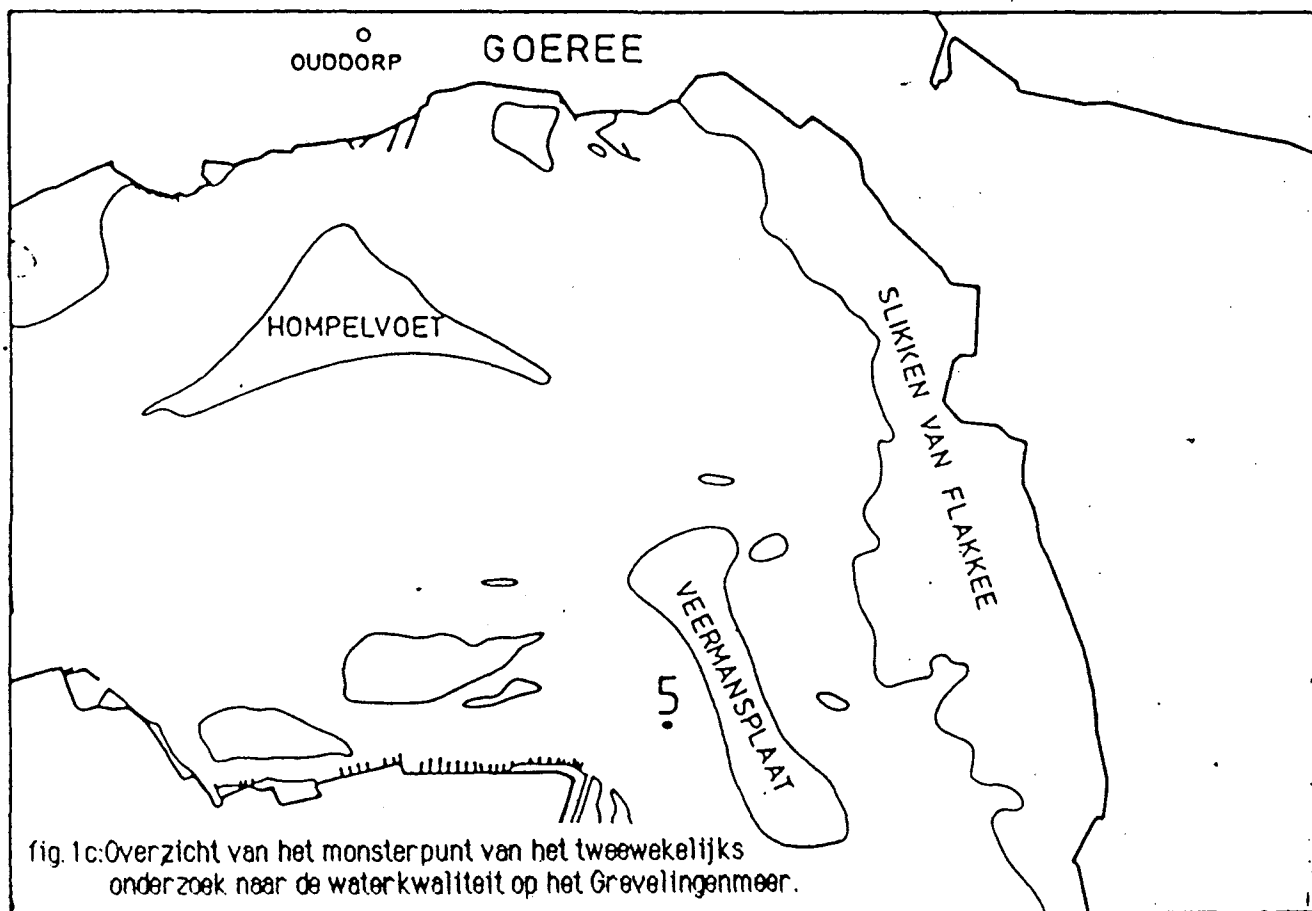 OUDDORP
GOEREE
HOMPELVOET
SLIKKEN VAN FLAKKEE
VEERMANSPLAAT
5
fig. 1c:Overzicht van het monsterpunt van het tweewekelijks
onderzoek naar de waterkwaliteit op het Grevelingenmeer.